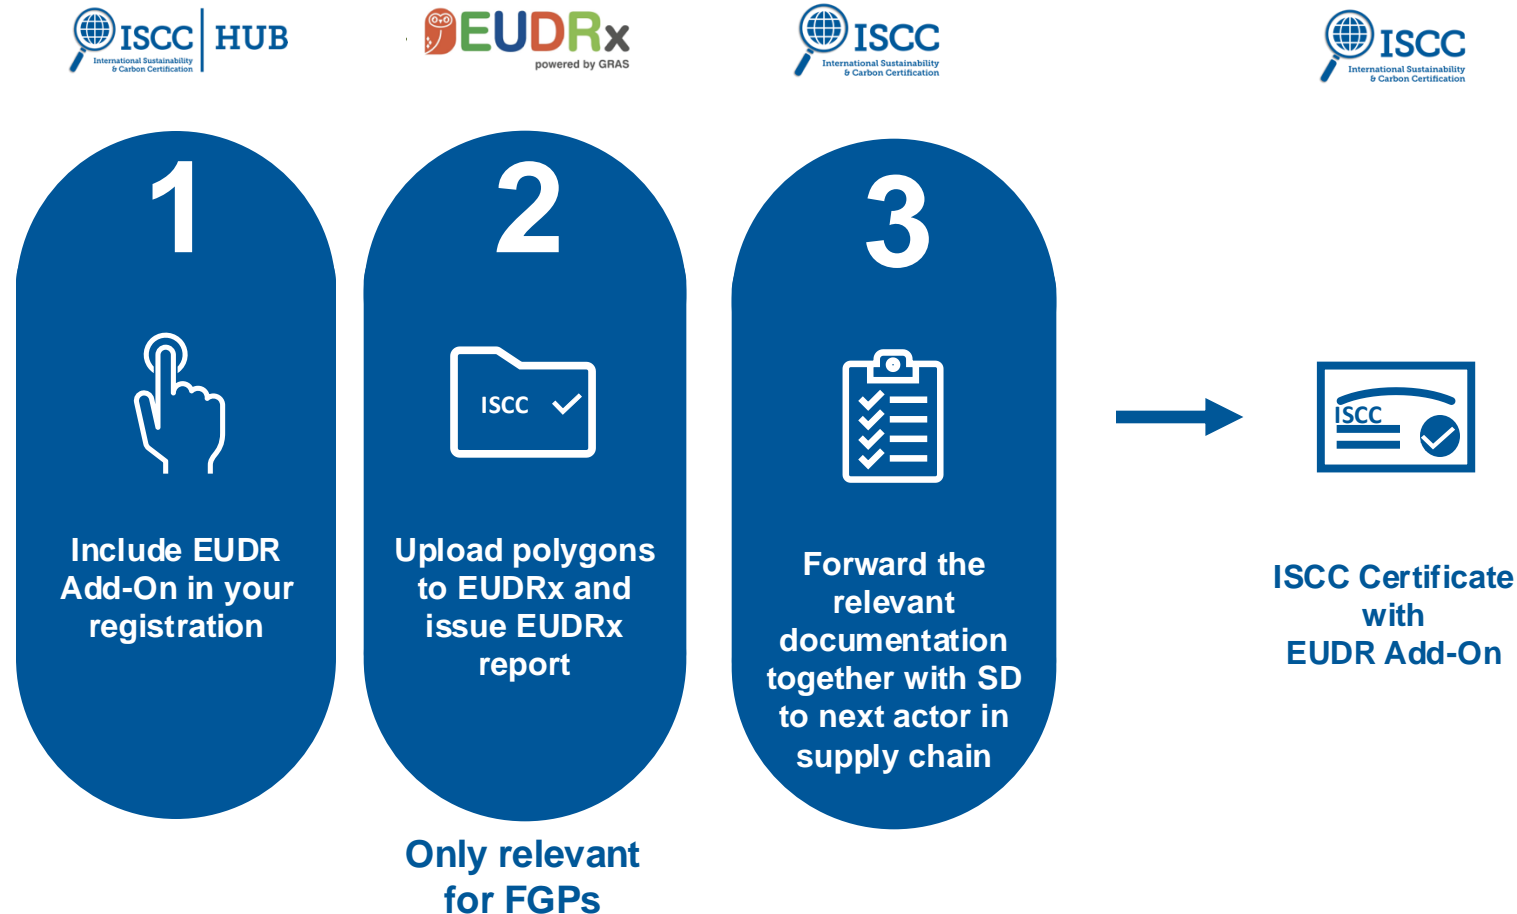 ISCC HUB
International Sustainability
& Carbon Certification
EUDRx
powered by GRAS
ISCC
International Sustainability
& Carbon Certification
ISCC
International Sustainability
& Carbon Certification
1
Include EUDR
Add-On in your
registration
2
ISCC
Upload polygons
to EUDRx and
issue EUDRx
report
Only relevant
for FGPs
3
Forward the
relevant
documentation
together with SD
to next actor in
supply chain
ISCC
ISCC Certificate
with
EUDR Add-On